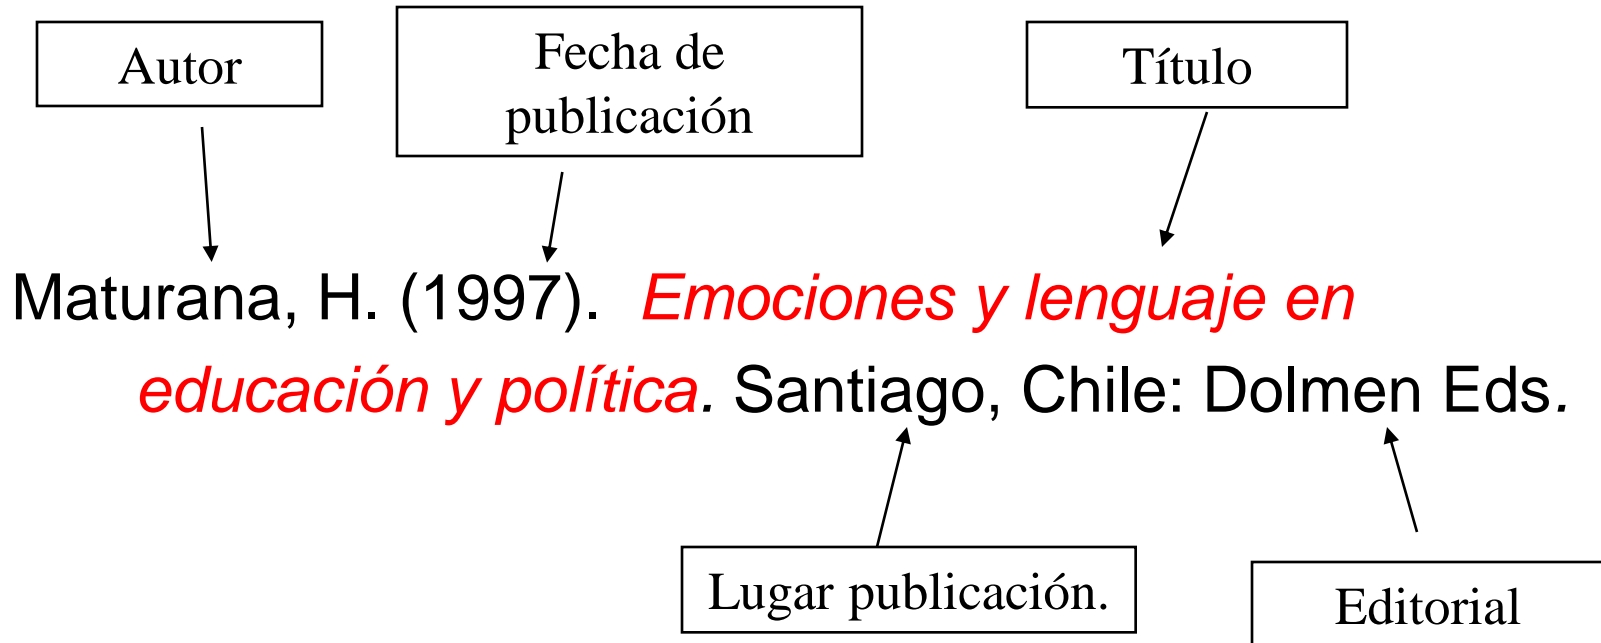 Autor
Fecha de
publicación
Título
Maturana, H. (1997). Emociones y lenguaje en
educación y política. Santiago, Chile: Dolmen Eds.
Lugar publicación.
Editorial